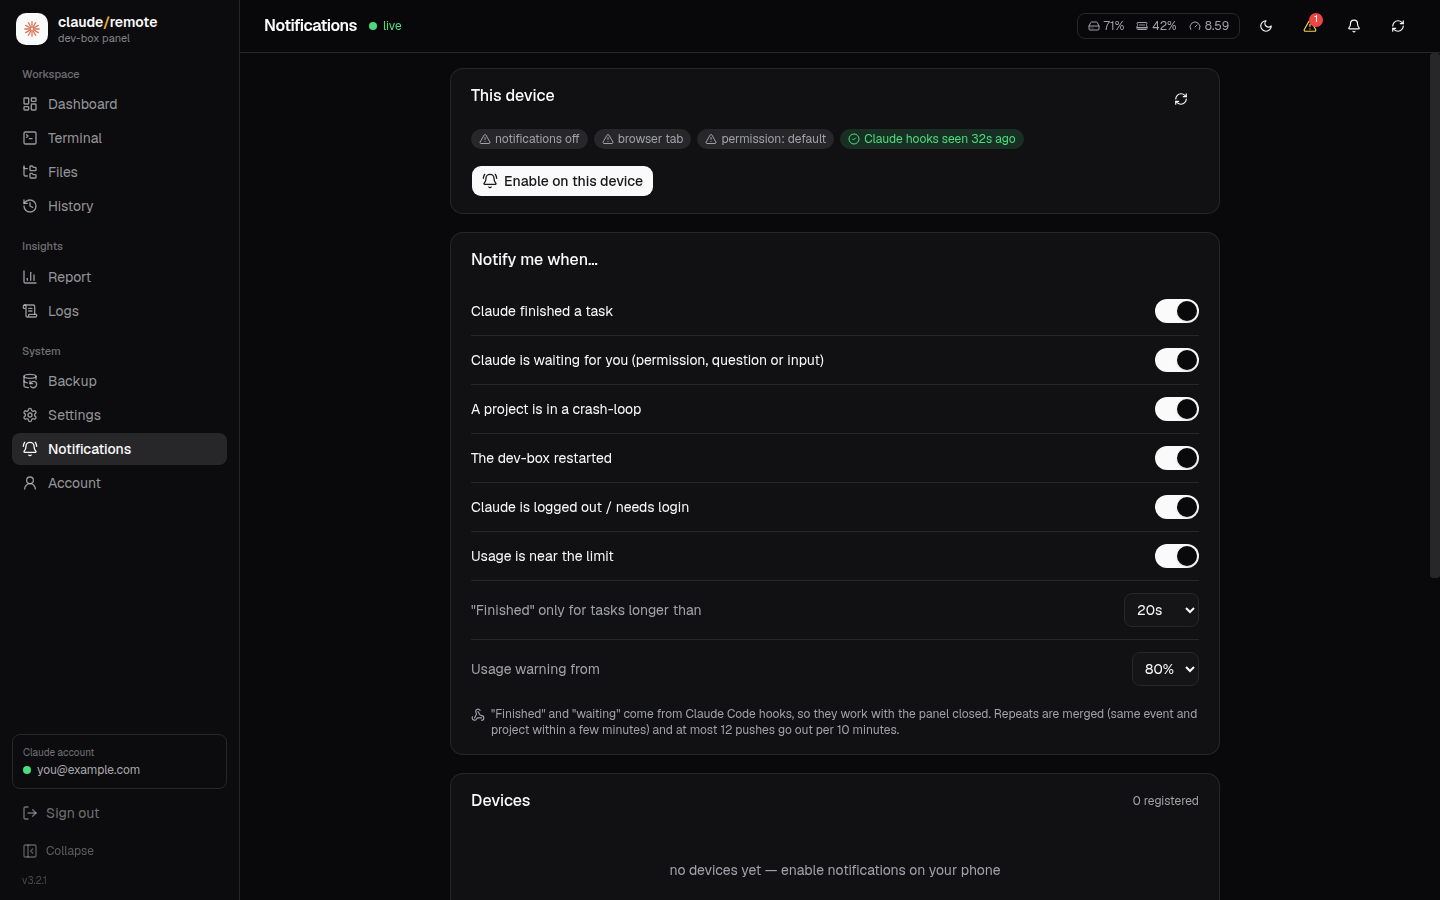 claude/remote
dev-box panel
Workspace
Dashboard
Terminal
Files
History
Insights
Report
Logs
System
Backup
Settings
Notifications
Account
Claude account
you@example.com
Sign out
Collapse
v3.2.1
Notifications live
71% 42% 8.59
1
This device
notifications off browser tab permission: default Claude hooks seen 32s ago
Enable on this device
Notify me when...
Claude finished a task
Claude is waiting for you (permission, question or input)
A project is in a crash-loop
The dev-box restarted
Claude is logged out / needs login
Usage is near the limit
"Finished" only for tasks longer than 20s
Usage warning from 80%
"Finished" and "waiting" come from Claude Code hooks, so they work with the panel closed. Repeats are merged (same event and
project within a few minutes) and at most 12 pushes go out per 10 minutes.
Devices 0 registered
no devices yet — enable notifications on your phone